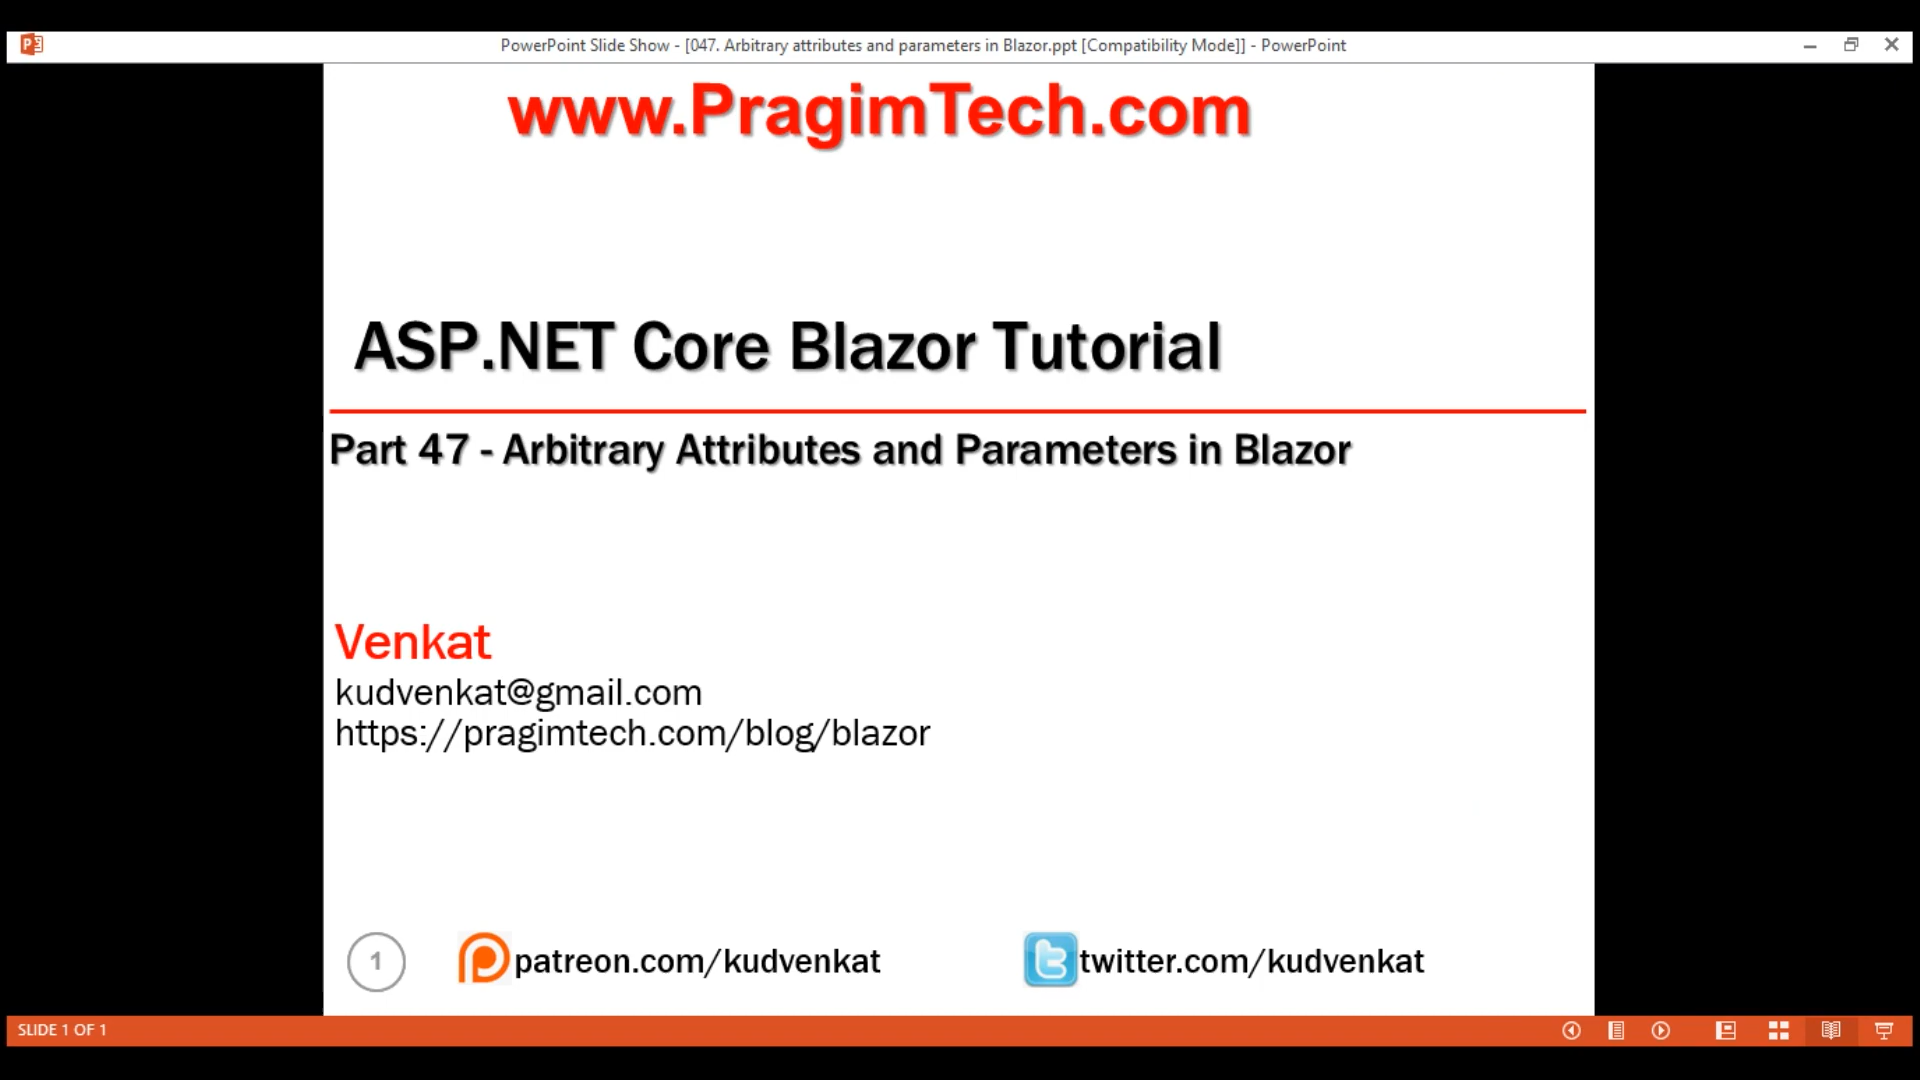 PowerPoint Slide Show - [047. Arbitrary attributes and parameters in Blazor.ppt [Compatibility Mode]] - PowerPoint
www.PragimTech.com
ASP.NET Core Blazor Tutorial
Part 47 - Arbitrary Attributes and Parameters in Blazor
Venkat
kudvenkat@gmail.com
https://pragimtech.com/blog/blazor
1
patreon.com/kudvenkat
twitter.com/kudvenkat
SLIDE 1 OF 1